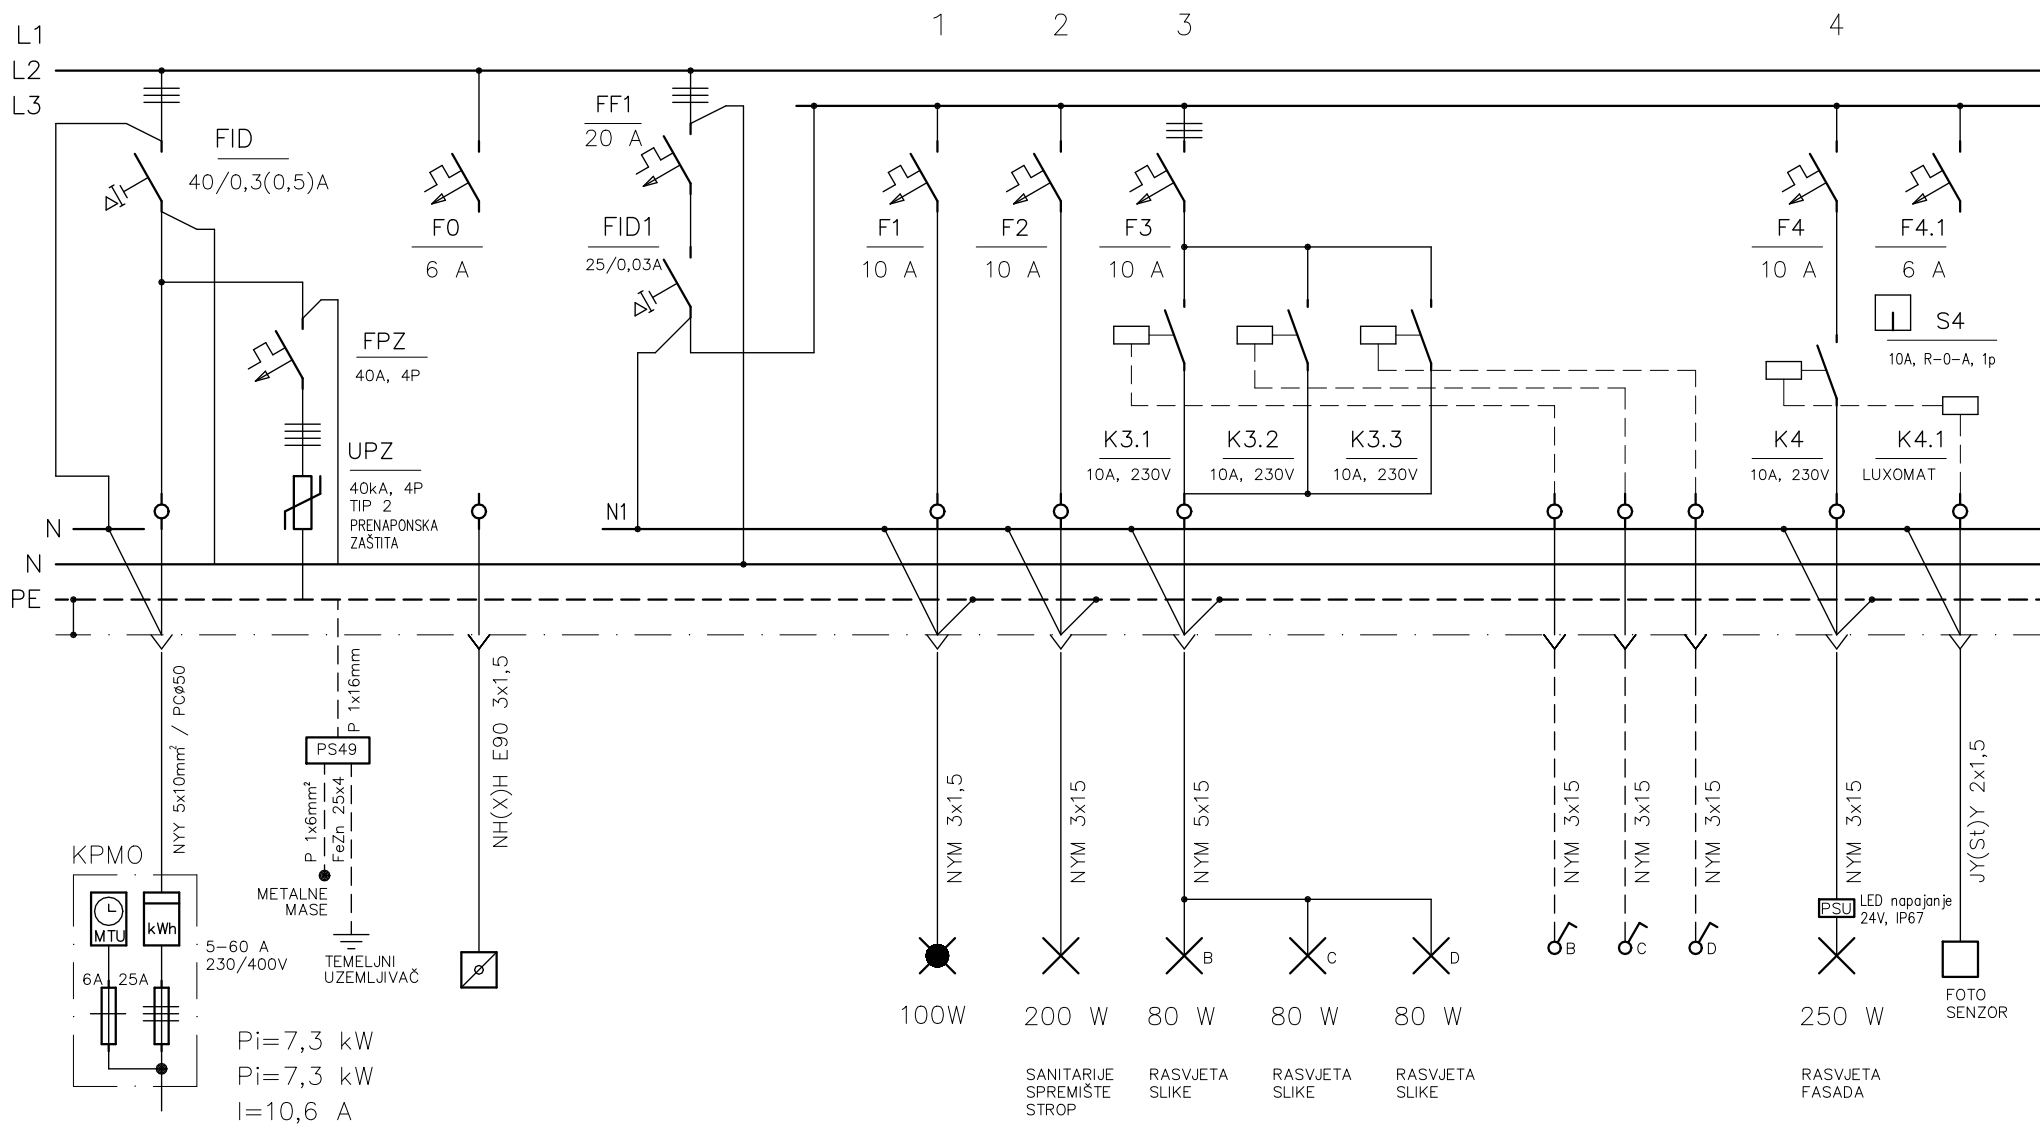 1 2 3 4
L1
L2
L3
FID
40/0,3(0,5)A
F0
6 A
FF1
20 A
FID1
25/0,03A
F1
10 A
F2
10 A
F3
10 A
F4
10 A
F4.1
6 A
S4
10A, R-0-A, 1p
FPZ
40A, 4P
UPZ
40kA, 4P
TIP 2
PRENAPONSKA
ZAŠTITA
K3.1
10A, 230V
K3.2
10A, 230V
K3.3
10A, 230V
K4
10A, 230V
K4.1
LUXOMAT
N
N1
N
PE
NYY 5x10mm² / PCø50
P 1x16mm
PS49
P 1x6mm²
FeZn 25x4
METALNE
MASE
TEMELJNI
UZEMLJIVAČ
NH(X)H E90 3x1,5
NYM 3x1,5
NYM 3x15
NYM 5x15
NYM 3x15
NYM 3x15
NYM 3x15
NYM 3x15
JY(St)Y 2x1,5
KPMO
MTU
kWh
5-60 A
230/400V
6A
25A
PSU
LED napajanje
24V, IP67
B
C
D
B
C
D
FOTO
SENZOR
100W
200 W
80 W
80 W
80 W
250 W
Pi=7,3 kW
Pi=7,3 kW
I=10,6 A
SANITARIJE
SPREMIŠTE
STROP
RASVJETA
SLIKE
RASVJETA
SLIKE
RASVJETA
SLIKE
RASVJETA
FASADA